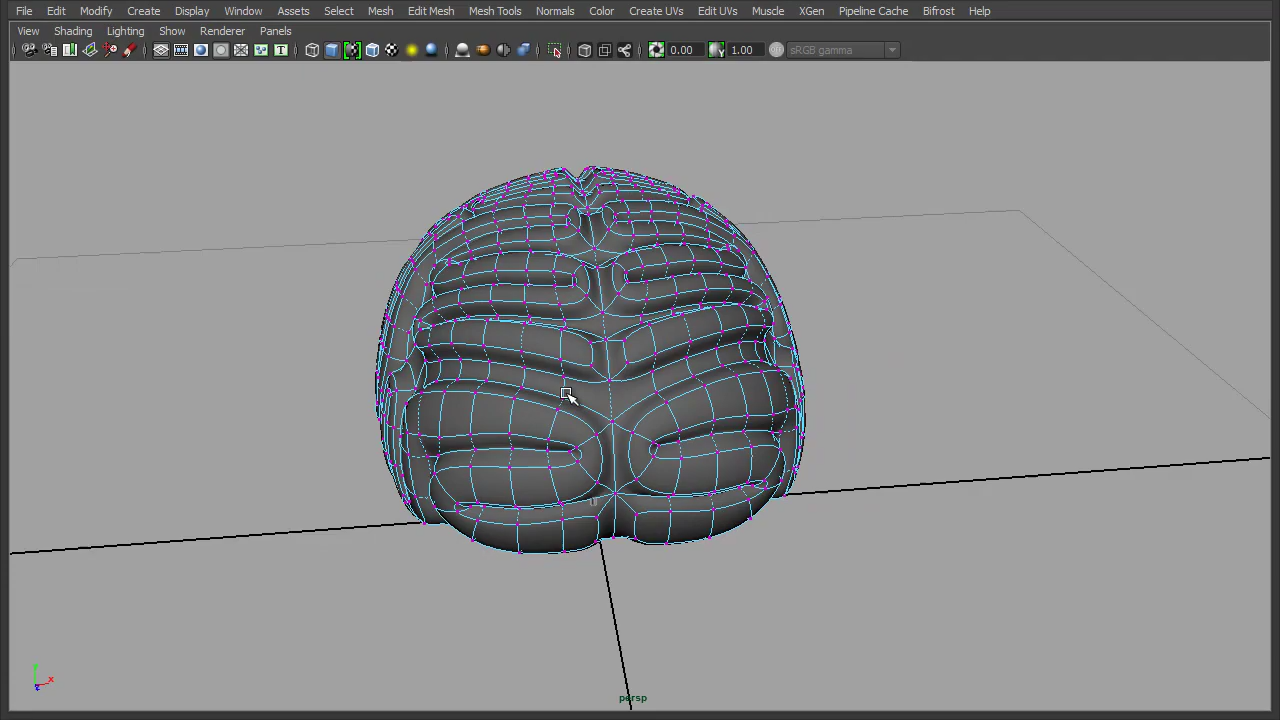 File Edit Modify Create Display Window Assets Select Mesh Edit Mesh Mesh Tools Normals Color Create UVs Edit UVs Muscle XGen Pipeline Cache Bifrost Help
View Shading Lighting Show Renderer Panels
0.00 1.00 sRGB gamma
x
persp